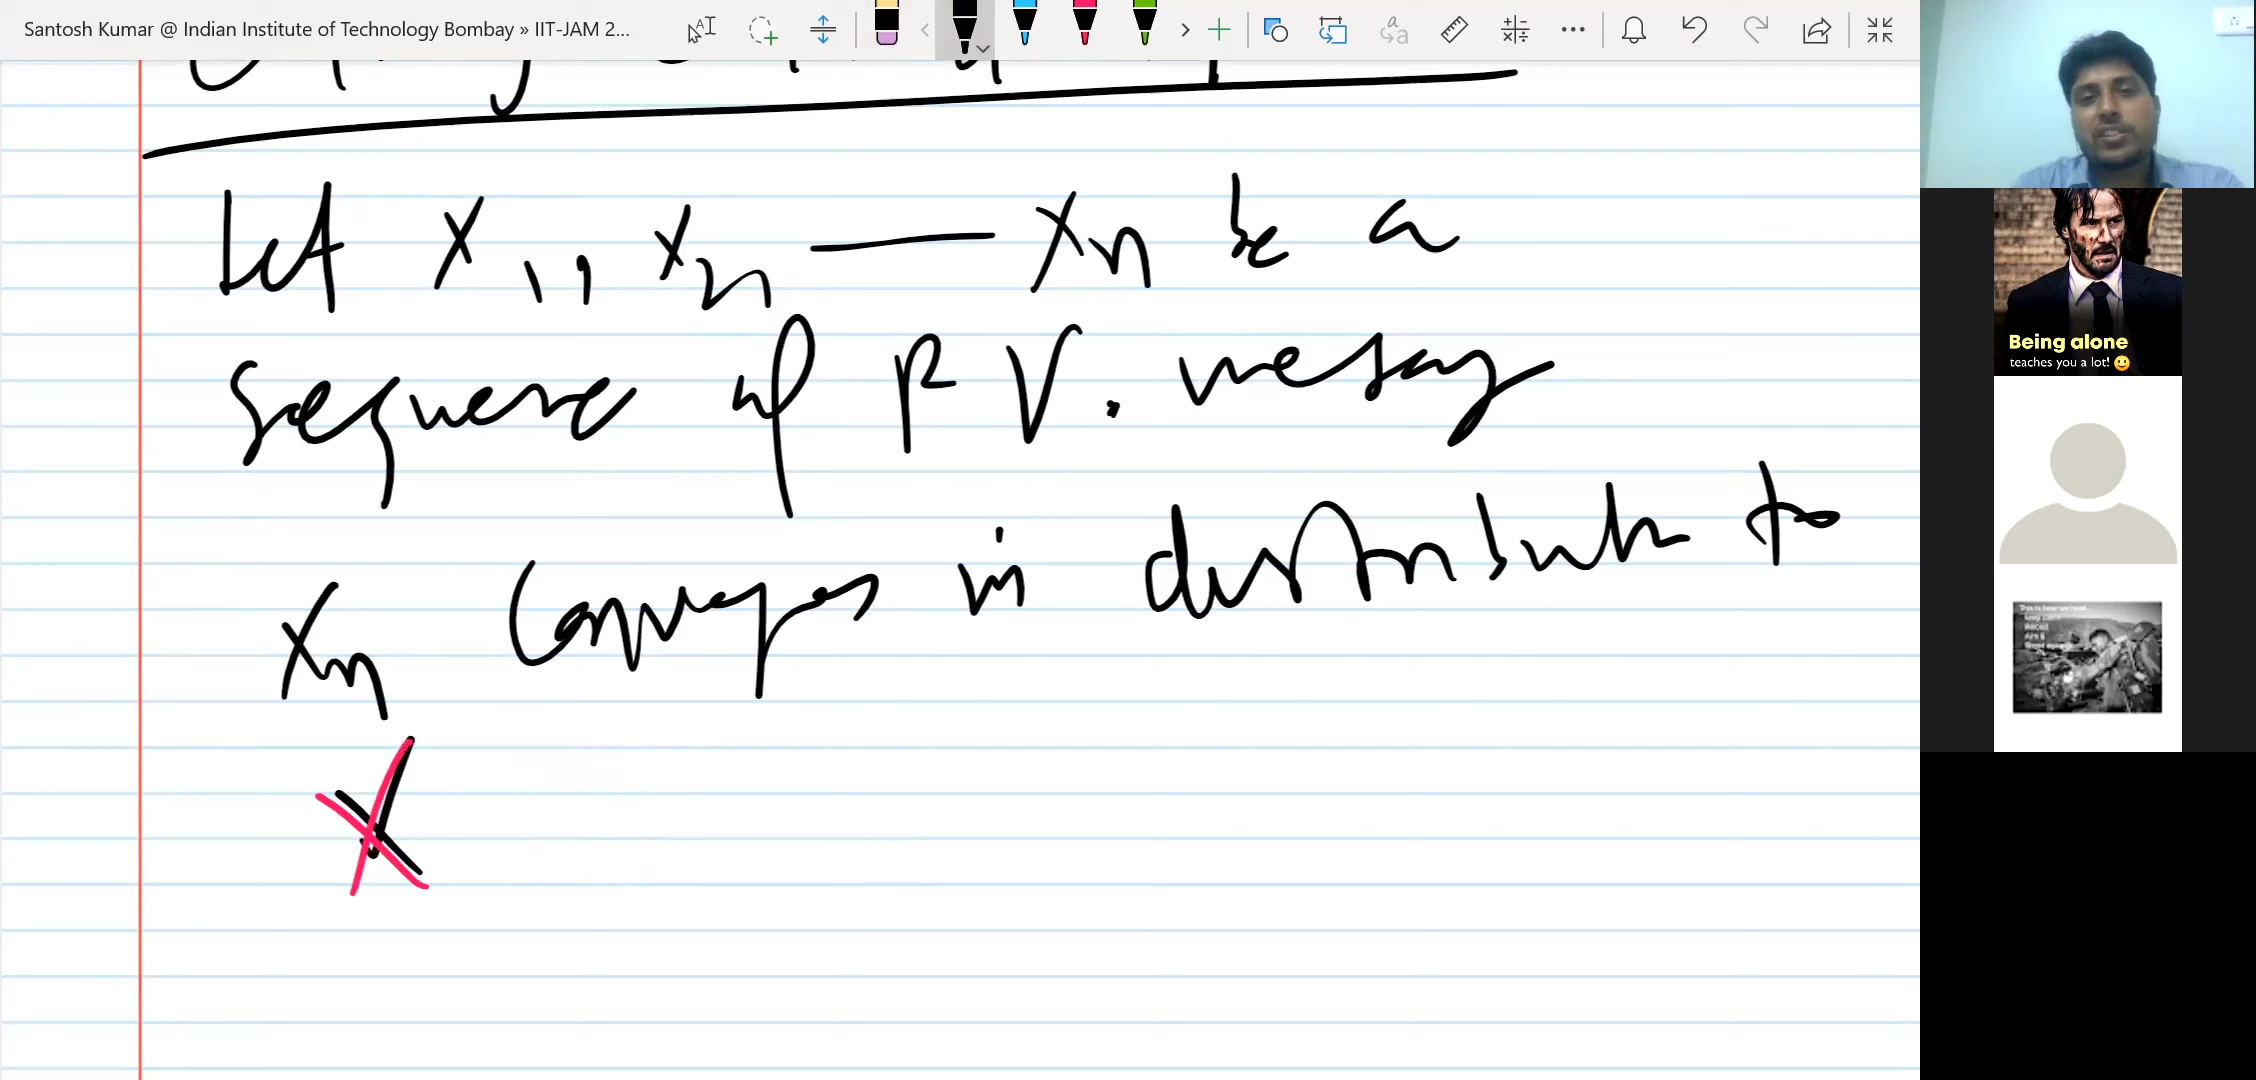 Santosh Kumar @ Indian Institute of Technology Bombay » IIT-JAM 2...
Let X1, X2, — Xn be a
sequence of RV. we say
Xn converges in distribution to
X
Being alone
teaches you a lot! 😀